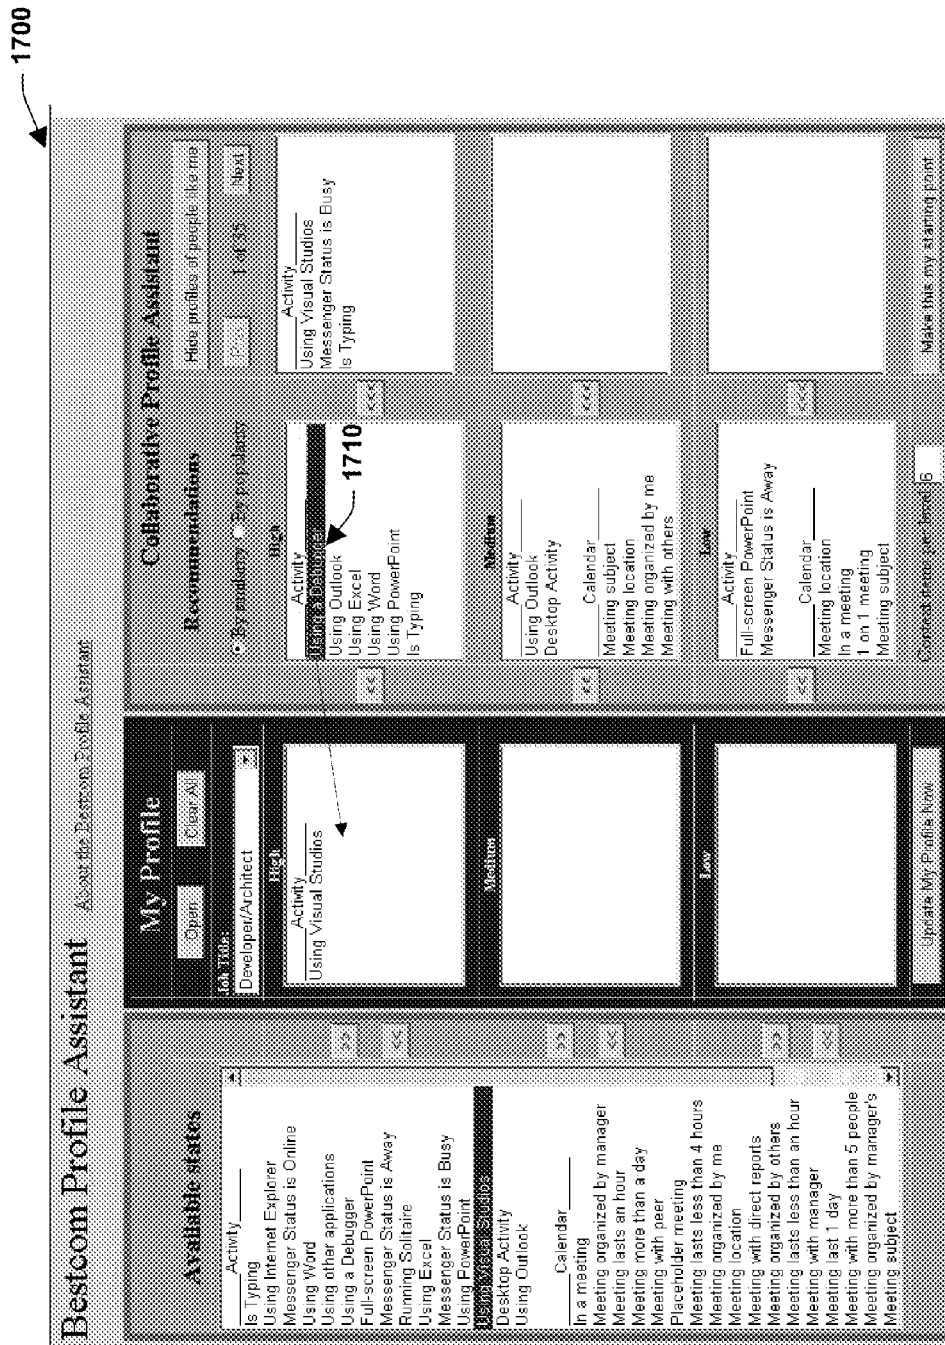 1700
Bestcom Profile Assistant
About the Bestcom Profile Assistant
Available states
Activity
Is Typing
Using Internet Explorer
Messenger Status is Online
Using Word
Using other applications
Using a Debugger
Full-screen PowerPoint
Messenger Status is Away
Running Solitaire
Using Excel
Messenger Status is Busy
Using PowerPoint
Using Visual Studios
Desktop Activity
Using Outlook
Calendar
In a meeting
Meeting organized by manager
Meeting lasts an hour
Meeting more than a day
Meeting with peer
Placeholder meeting
Meeting lasts less than 4 hours
Meeting organized by me
Meeting location
Meeting with direct reports
Meeting organized by others
Meeting lasts less than an hour
Meeting with manager
Meeting last 1 day
Meeting with more than 5 people
Meeting organized by manager's
Meeting subject
>>
<<
>>
<<
>>
<<
My Profile
Open
Clear All
Job Title:
Developer/Architect
High
Activity
Using Visual Studios
Medium
Low
Update My Profile Now
Collaborative Profile Assistant
Recommendations
Hide profiles of people like me
By similarity
By popularity
Prev
1 of 35
Next
High
Activity
Using a Debugger
Using Outlook
Using Excel
Using Word
Using PowerPoint
Is Typing
1710
<<
<<<
Activity
Using Visual Studios
Messenger Status is Busy
Is Typing
Medium
Activity
Using Outlook
Desktop Activity
Calendar
Meeting subject
Meeting location
Meeting organized by me
Meeting with others
<<
<<<
Low
Activity
Full-screen PowerPoint
Messenger Status is Away
Calendar
Meeting location
In a meeting
1 on 1 meeting
Meeting subject
<<
<<<
items per level: 6
Make this my starting point